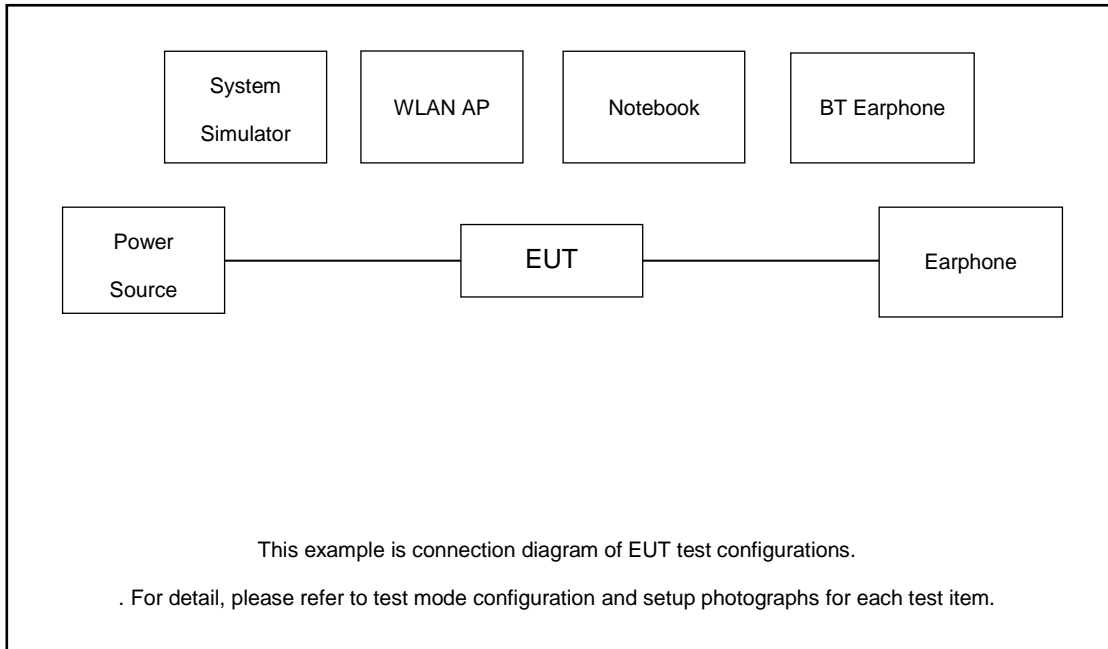 System
Simulator
WLAN AP
Notebook
BT Earphone
Power
Source
EUT
Earphone
This example is connection diagram of EUT test configurations.
. For detail, please refer to test mode configuration and setup photographs for each test item.